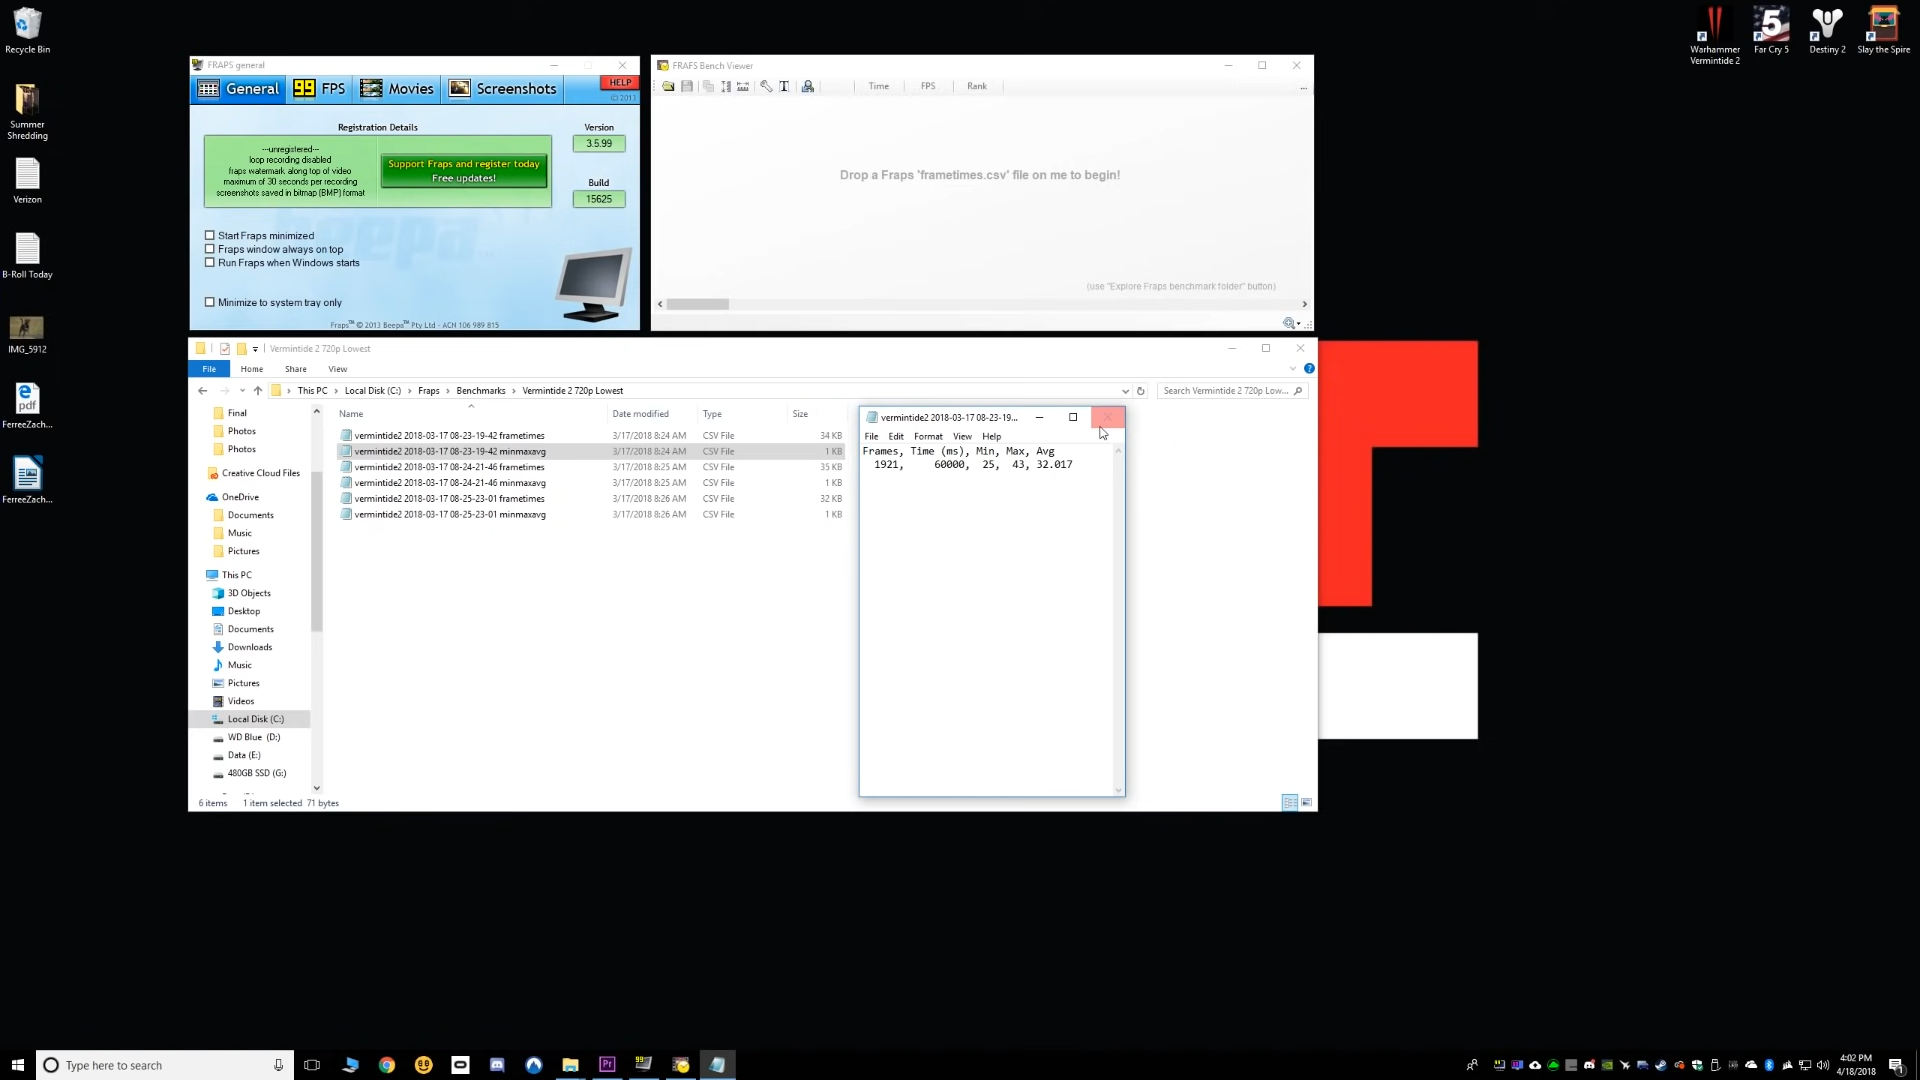 Recycle Bin
Summer
Shredding
Verizon
B-Roll Today
IMG_5912
FerreeZach...
FerreeZach...
Warhammer
Vermintide 2
Far Cry 5
Destiny 2
Slay the Spire
FRAPS general
General
99 FPS
Movies
Screenshots
HELP
(C) 2013
Registration Details
---unregistered---
loop recording disabled
fraps watermark along top of video
maximum of 30 seconds per recording
screenshots saved in bitmap (BMP) format
Support Fraps and register today
Free updates!
Version
3.5.99
Build
15625
Start Fraps minimized
Fraps window always on top
Run Fraps when Windows starts
Minimize to system tray only
Fraps™ © 2013 Beepa™ Pty Ltd - ACN 106 989 815
FRAFS Bench Viewer
Time
FPS
Rank
...
Drop a Fraps 'frametimes.csv' file on me to begin!
(use "Explore Fraps benchmark folder" button)
Vermintide 2 720p Lowest
File
Home
Share
View
This PC > Local Disk (C:) > Fraps > Benchmarks > Vermintide 2 720p Lowest
Search Vermintide 2 720p Low...
Final
Photos
Photos
Creative Cloud Files
OneDrive
Documents
Music
Pictures
This PC
3D Objects
Desktop
Documents
Downloads
Music
Pictures
Videos
Local Disk (C:)
WD Blue (D:)
Data (E:)
480GB SSD (G:)
Name Date modified Type Size
vermintide2 2018-03-17 08-23-19-42 frametimes 3/17/2018 8:24 AM CSV File 34 KB
vermintide2 2018-03-17 08-23-19-42 minmaxavg 3/17/2018 8:24 AM CSV File 1 KB
vermintide2 2018-03-17 08-24-21-46 frametimes 3/17/2018 8:25 AM CSV File 35 KB
vermintide2 2018-03-17 08-24-21-46 minmaxavg 3/17/2018 8:25 AM CSV File 1 KB
vermintide2 2018-03-17 08-25-23-01 frametimes 3/17/2018 8:26 AM CSV File 32 KB
vermintide2 2018-03-17 08-25-23-01 minmaxavg 3/17/2018 8:26 AM CSV File 1 KB
vermintide2 2018-03-17 08-23-19...
File Edit Format View Help
Frames, Time (ms), Min, Max, Avg
1921, 60000, 25, 43, 32.017
6 items 1 item selected 71 bytes
Type here to search
4:02 PM
4/18/2018